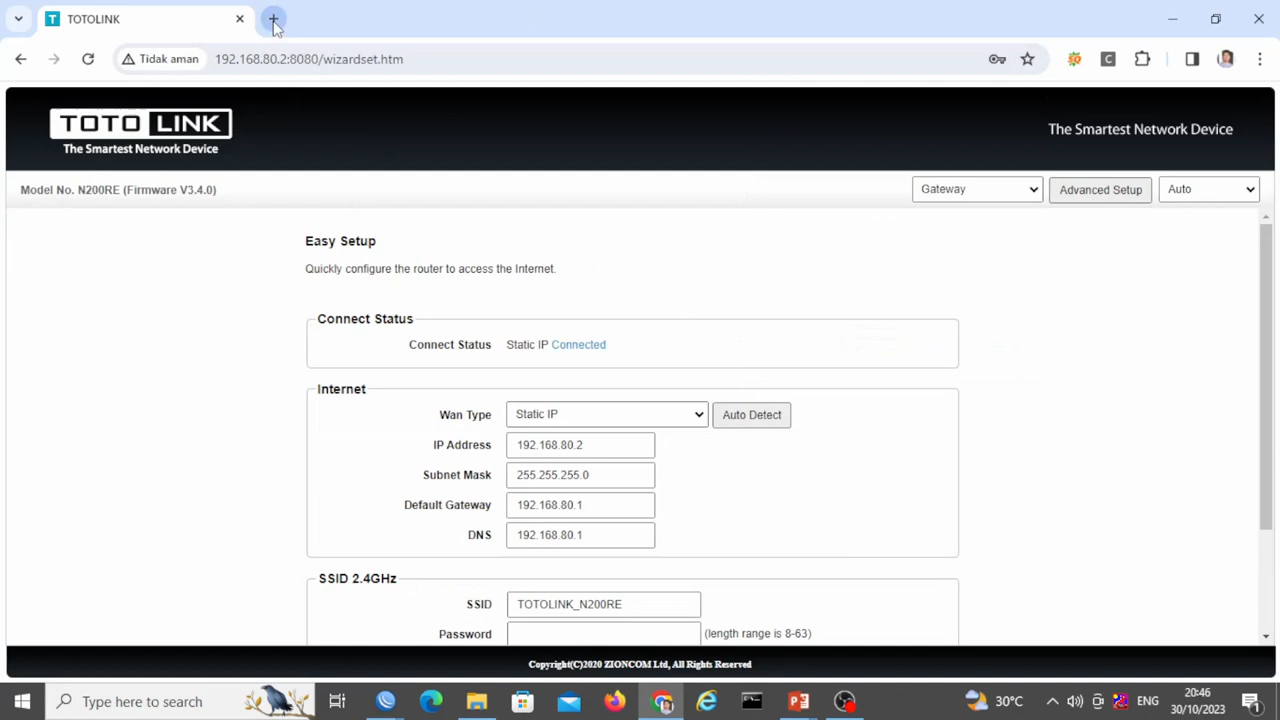 TOTOLINK
Tidak aman
192.168.80.2:8080/wizardset.htm
TOTO LINK
The Smartest Network Device
The Smartest Network Device
Model No. N200RE (Firmware V3.4.0)
Gateway
Advanced Setup
Auto
Easy Setup
Quickly configure the router to access the Internet.
Connect Status
Connect Status Static IP Connected
Internet
Wan Type Static IP Auto Detect
IP Address 192.168.80.2
Subnet Mask 255.255.255.0
Default Gateway 192.168.80.1
DNS 192.168.80.1
SSID 2.4GHz
SSID TOTOLINK_N200RE
Password (length range is 8-63)
Copyright(C)2020 ZIONCOM Ltd, All Rights Reserved
Type here to search
30°C
ENG
20:46
30/10/2023
1